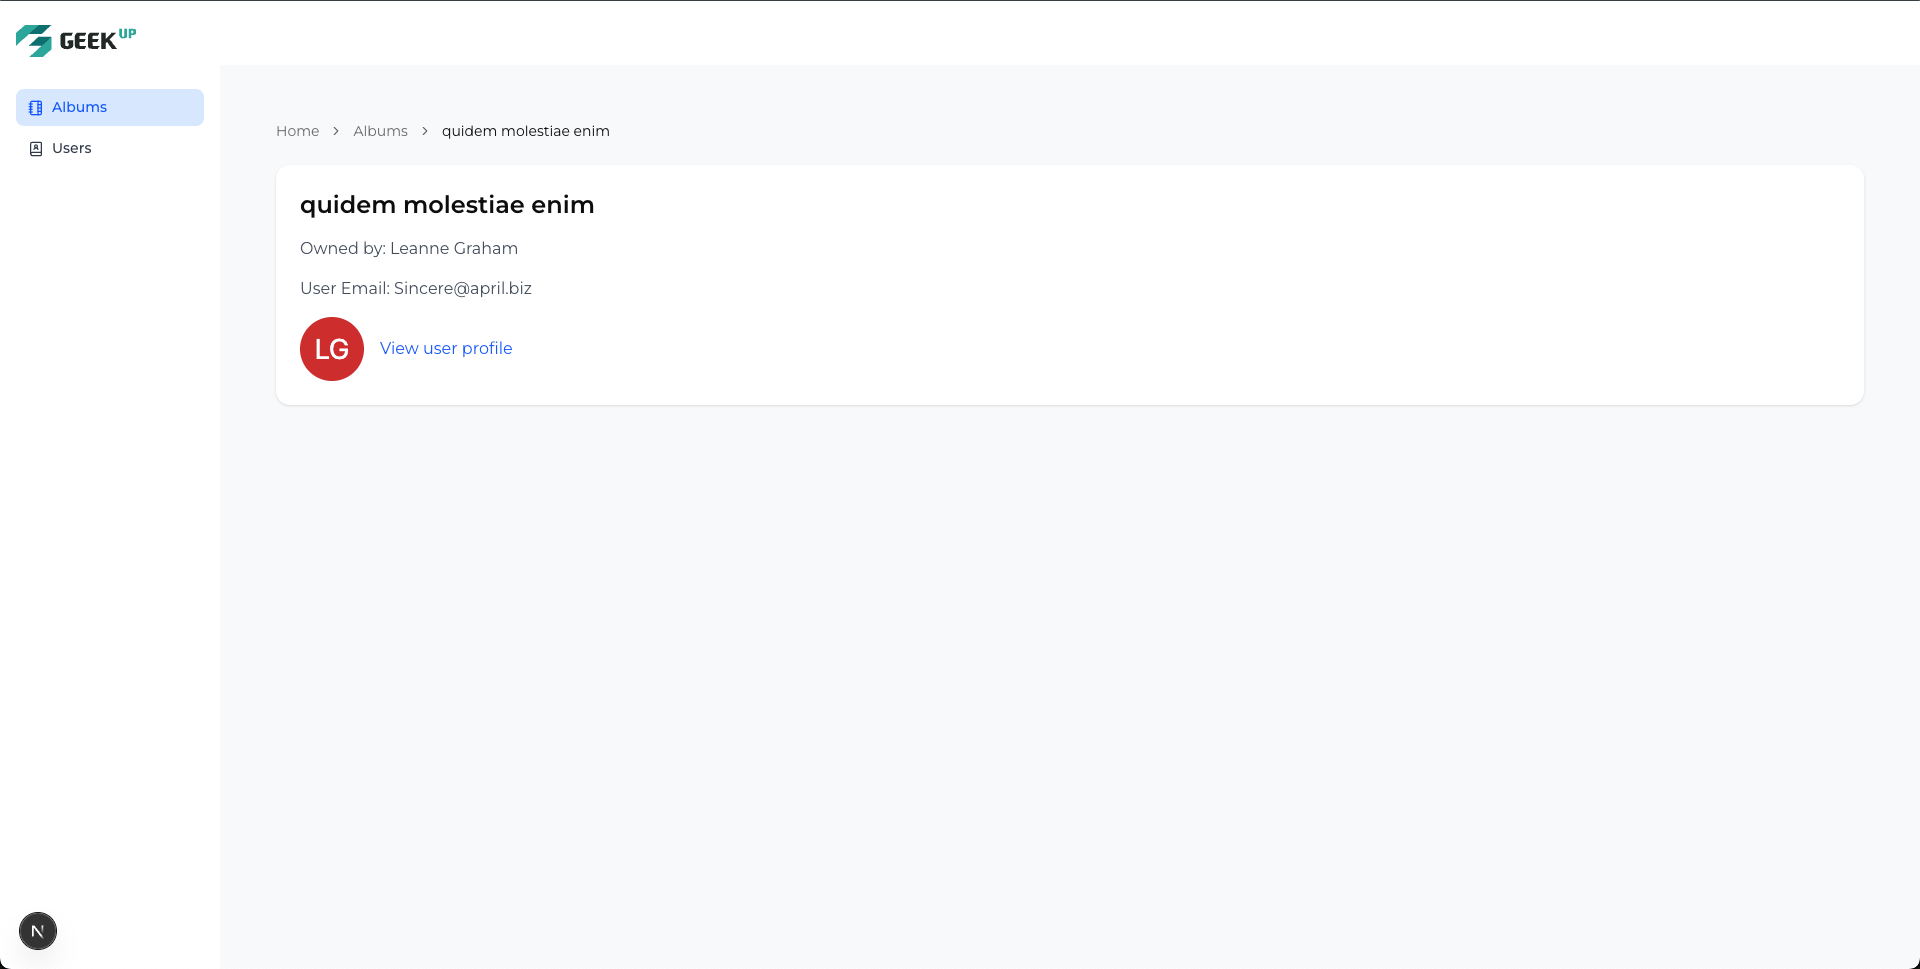 GEEK UP
Albums
Users
Home > Albums > quidem molestiae enim
quidem molestiae enim
Owned by: Leanne Graham
User Email: Sincere@april.biz
LG View user profile
N